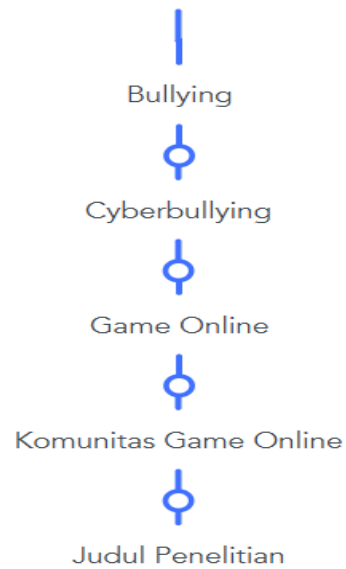 Bullying
Cyberbullying
Game Online
Komunitas Game Online
Judul Penelitian